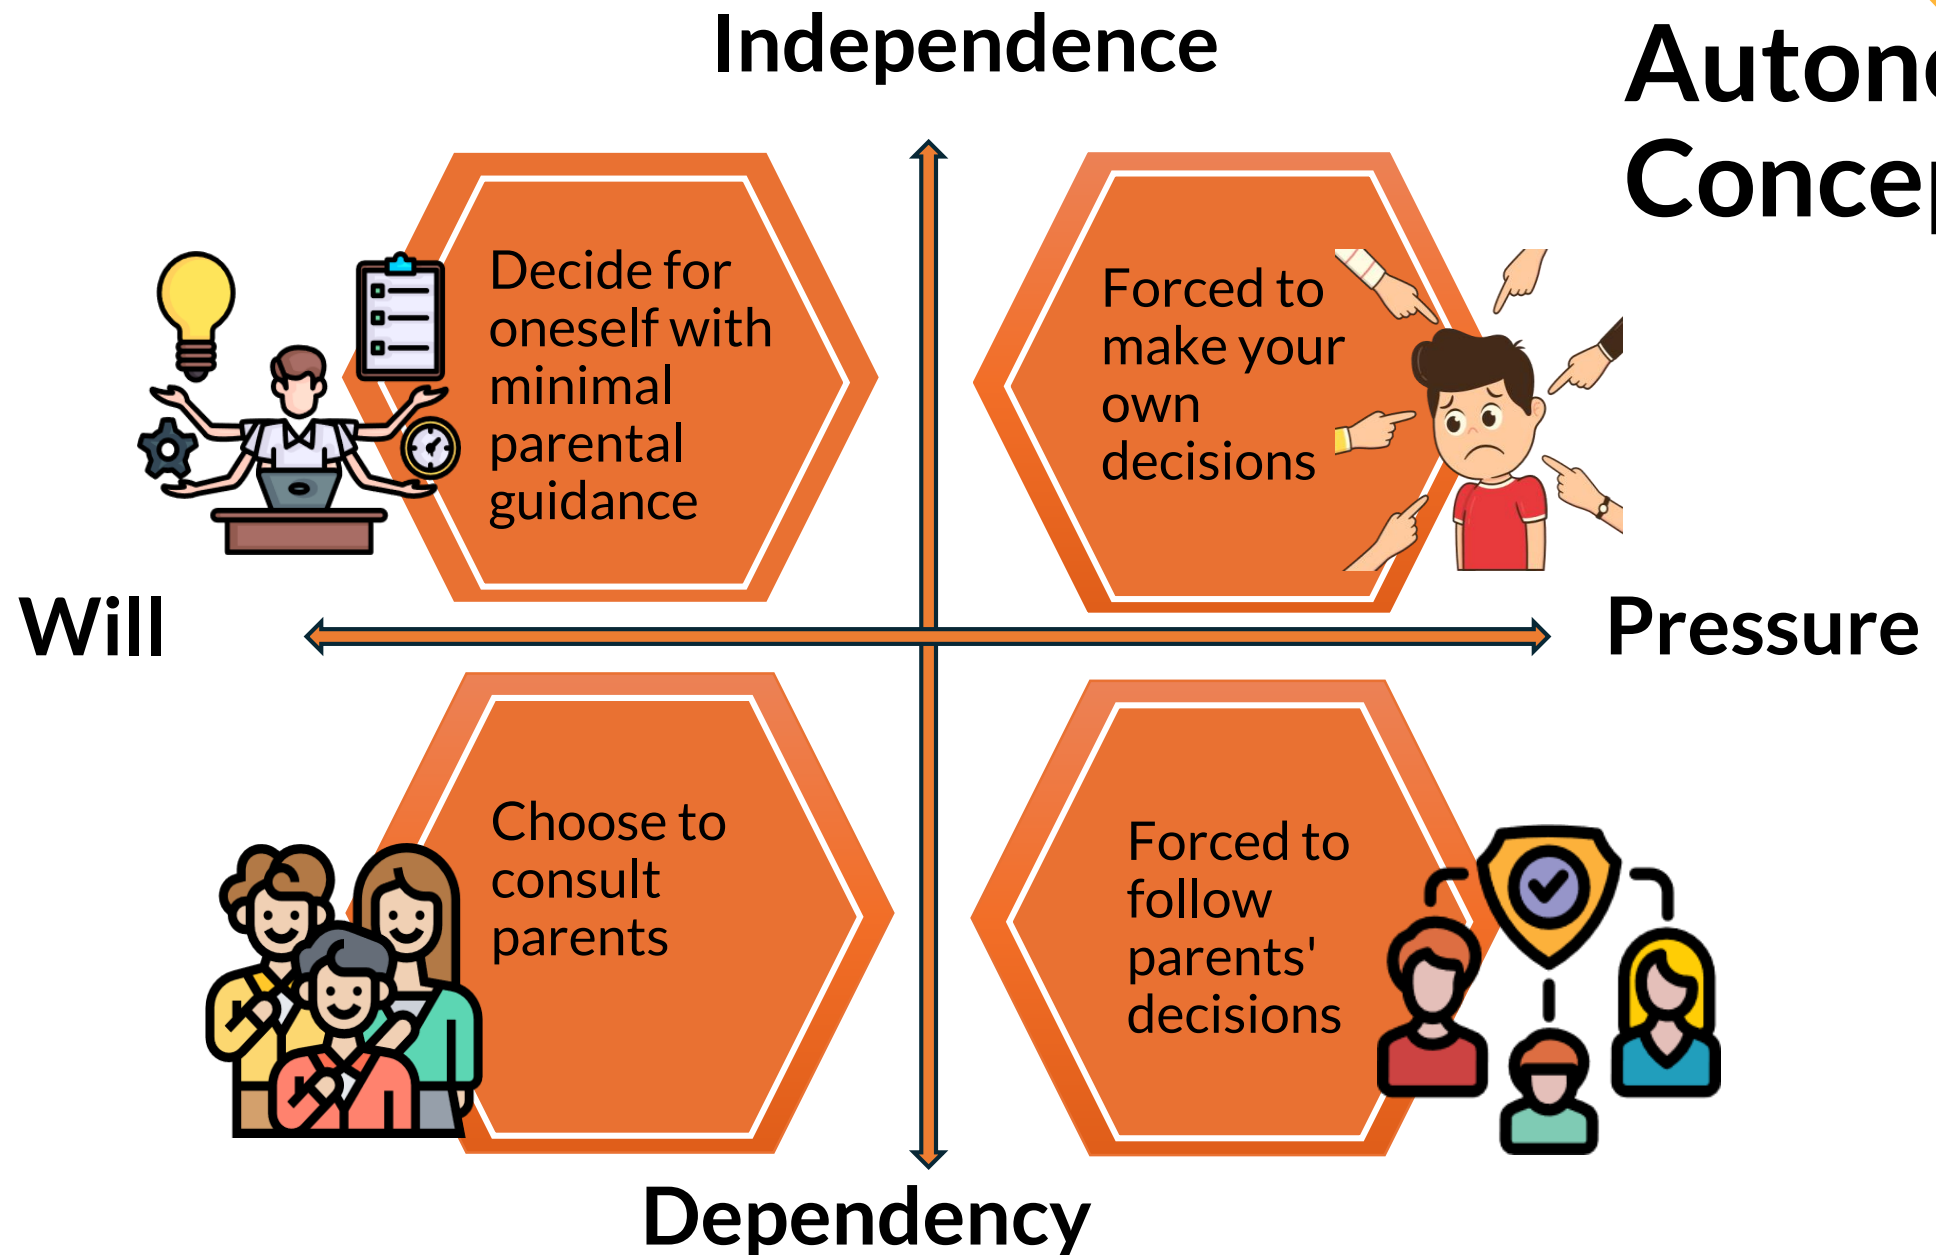 Independence
Autono
Concep
Decide for
oneself with
minimal
parental
guidance
Forced to
make your
own
decisions
Will
Pressure
Choose to
consult
parents
Forced to
follow
parents'
decisions
Dependency